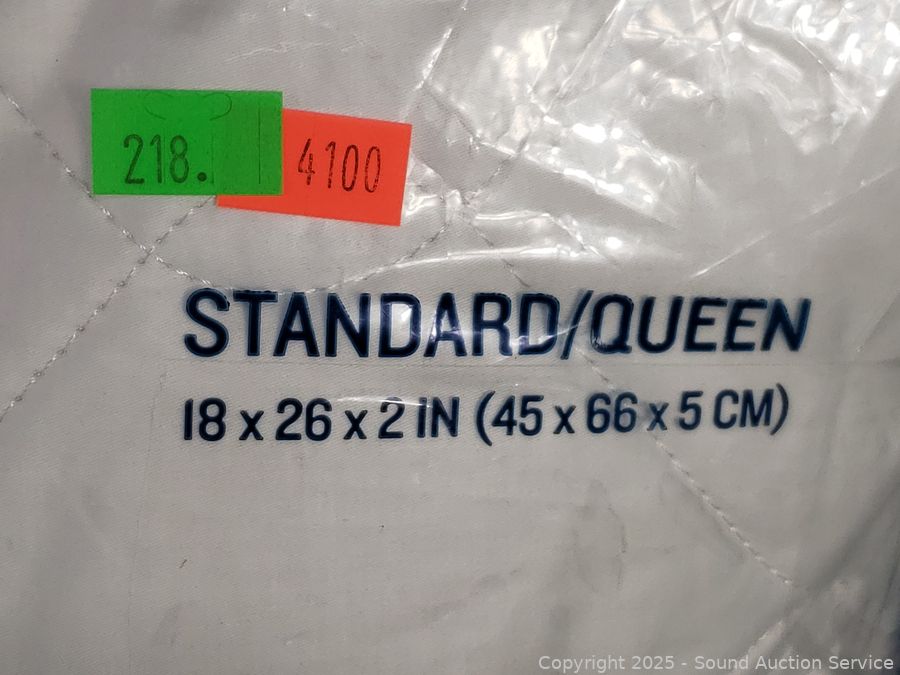 218.
4100
STANDARD/QUEEN
18 x 26 x 2 IN (45 x 66 x 5 CM)
Copyright 2025 - Sound Auction Service